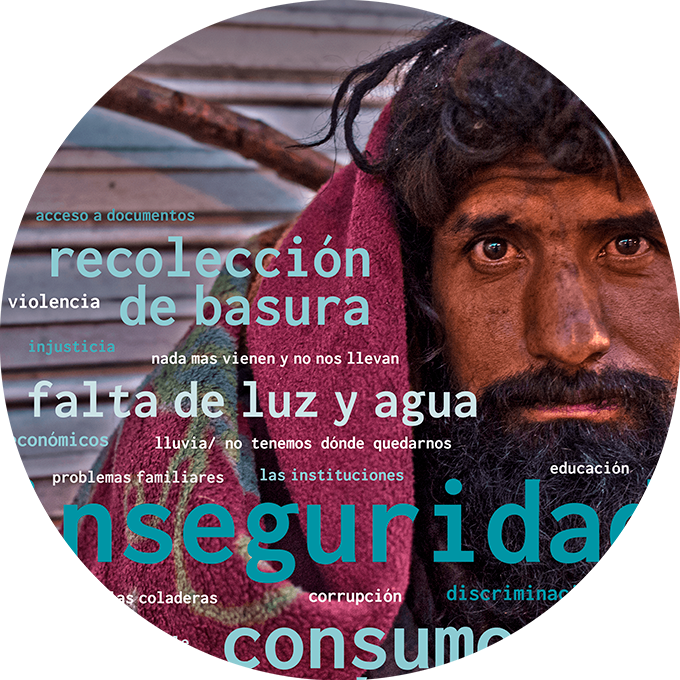 acceso a documentos
recolección
violencia
de basura
injusticia
nada mas vienen y no nos llevan
falta de luz y agua
conómicos
lluvia/ no tenemos dónde quedarnos
educación
problemas familiares
las instituciones
nseguridad
as coladeras
corrupción
discriminac
consumo